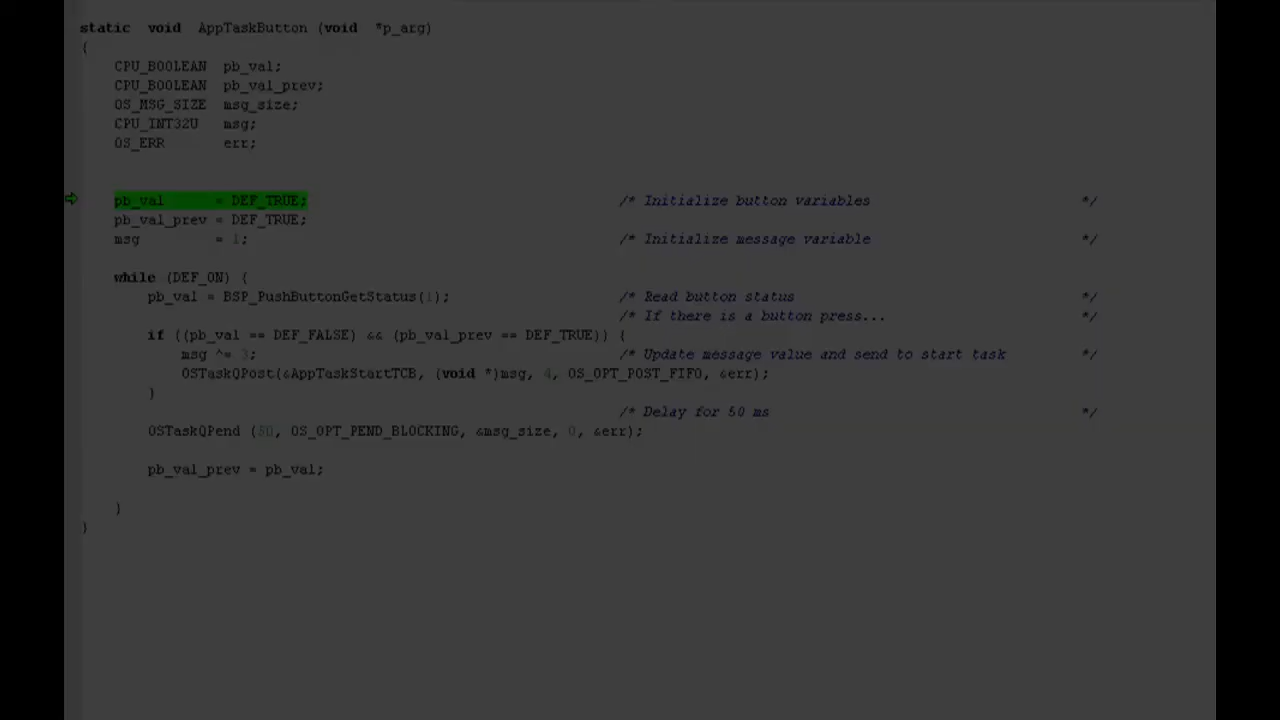 static void AppTaskButton (void *p_arg)
{
CPU_BOOLEAN pb_val;
CPU_BOOLEAN pb_val_prev;
OS_MSG_SIZE msg_size;
CPU_INT32U msg;
OS_ERR err;
pb_val = DEF_TRUE; /* Initialize button variables */
pb_val_prev = DEF_TRUE;
msg = 1; /* Initialize message variable */
while (DEF_ON) {
pb_val = BSP_PushButtonGetStatus(1); /* Read button status */
/* If there is a button press... */
if ((pb_val == DEF_FALSE) && (pb_val_prev == DEF_TRUE)) {
msg ^= 3; /* Update message value and send to start task */
OSTaskQPost(&AppTaskStartTCB, (void *)msg, 4, OS_OPT_POST_FIFO, &err);
}
/* Delay for 50 ms */
OSTaskQPend (50, OS_OPT_PEND_BLOCKING, &msg_size, 0, &err);
pb_val_prev = pb_val;
}
}